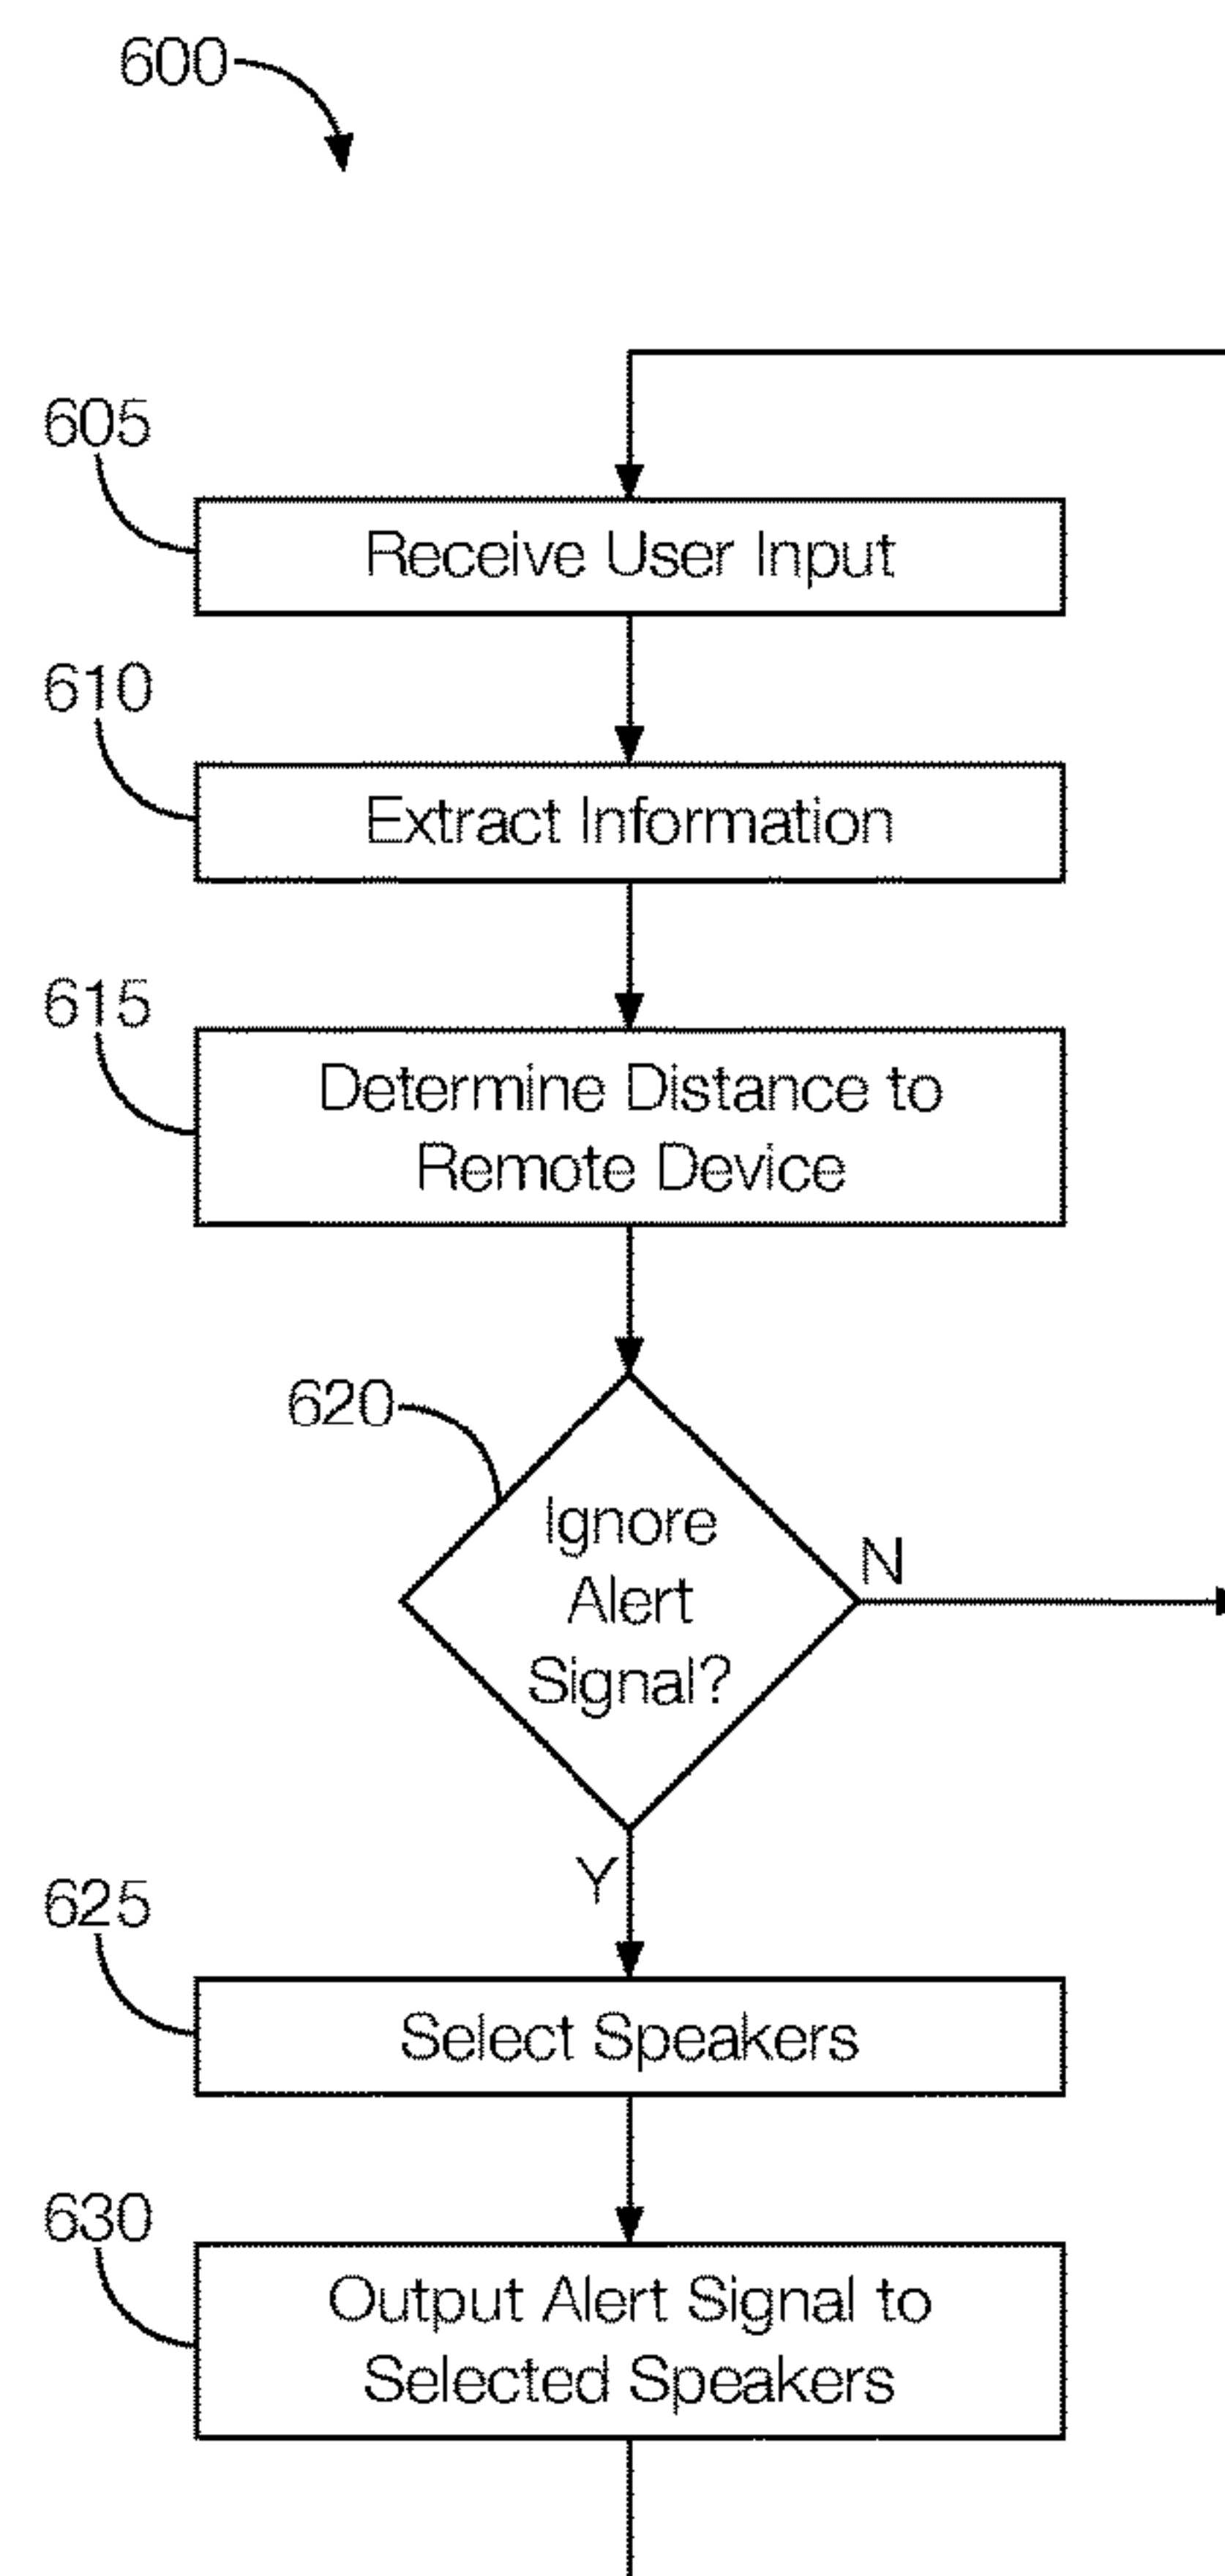 600
605
Receive User Input
610
Extract Information
615
Determine Distance to
Remote Device
620
Ignore
Alert
Signal?
N
Y
625
Select Speakers
630
Output Alert Signal to
Selected Speakers